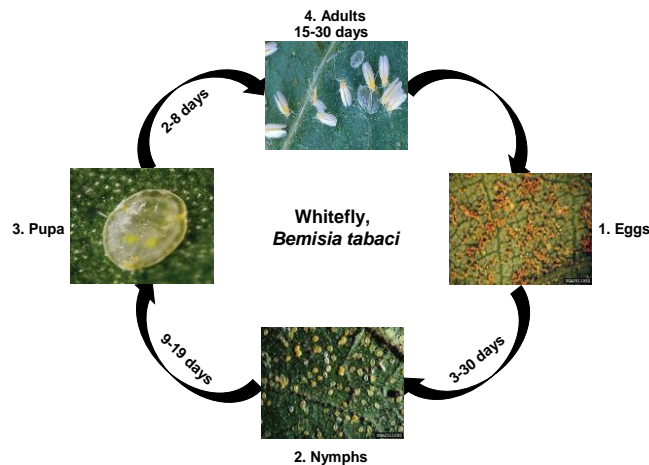 4. Adults
15-30 days
2-8 days
3. Pupa
Whitefly,
Bemisia tabaci
1. Eggs
9-19 days
3-30 days
2. Nymphs